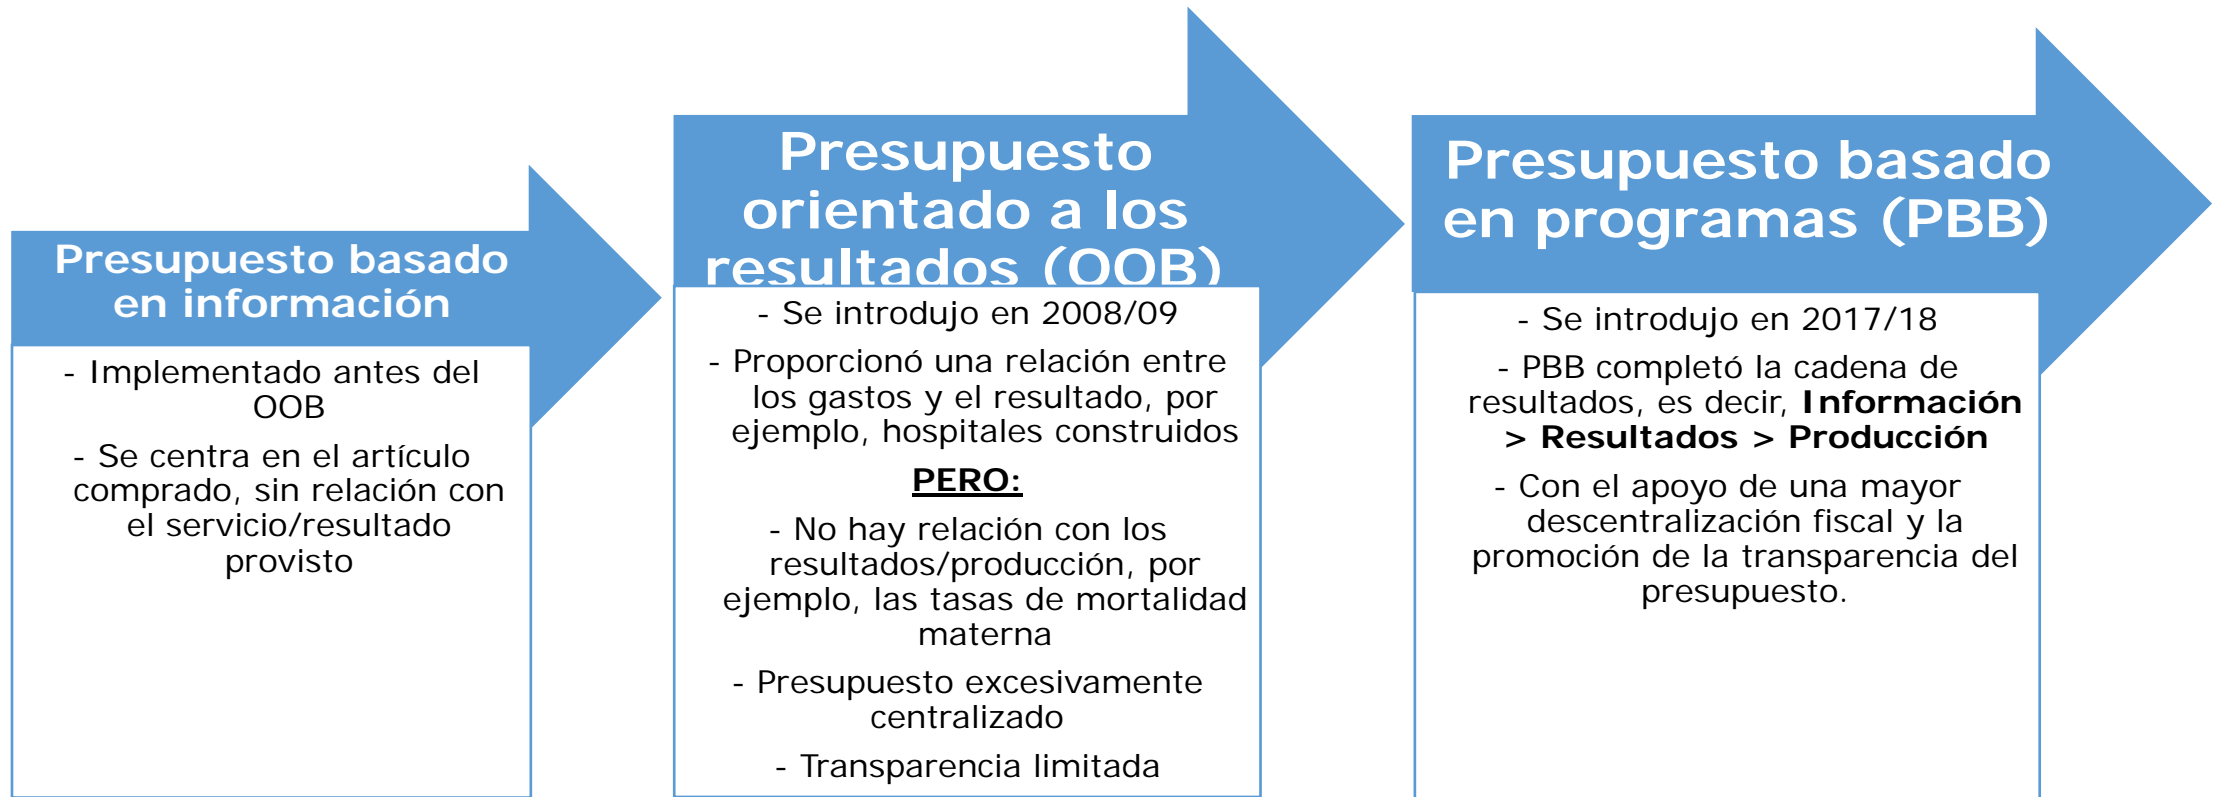 Presupuesto basado
en información
- Implementado antes del
OOB
- Se centra en el artículo
comprado, sin relación con
el servicio/resultado
provisto
Presupuesto
orientado a los
resultados (OOB)
- Se introdujo en 2008/09
- Proporcionó una relación entre
los gastos y el resultado, por
ejemplo, hospitales construidos
PERO:
- No hay relación con los
resultados/producción, por
ejemplo, las tasas de mortalidad
materna
- Presupuesto excesivamente
centralizado
- Transparencia limitada
Presupuesto basado
en programas (PBB)
- Se introdujo en 2017/18
- PBB completó la cadena de
resultados, es decir, Información
> Resultados > Producción
- Con el apoyo de una mayor
descentralización fiscal y la
promoción de la transparencia del
presupuesto.